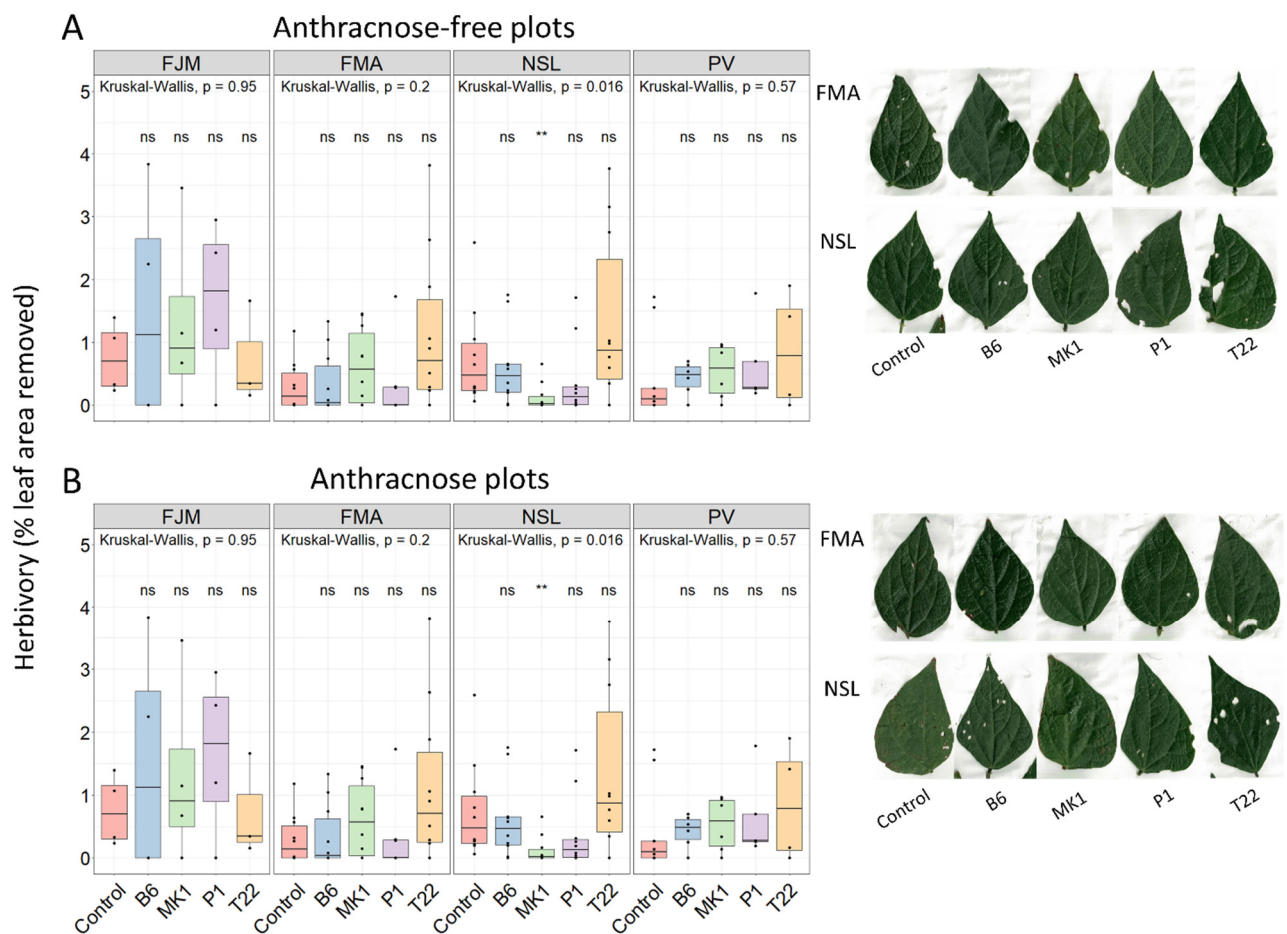 A
Anthracnose-free plots
FJM FMA NSL PV
Kruskal-Wallis, p = 0.95 Kruskal-Wallis, p = 0.2 Kruskal-Wallis, p = 0.016 Kruskal-Wallis, p = 0.57
ns ns ns ns ns ns ns ns ns ** ns ns ns ns ns ns
5
4
3
2
1
0
FMA
NSL
Control B6 MK1 P1 T22
Herbivory (% leaf area removed)
B
Anthracnose plots
FJM FMA NSL PV
Kruskal-Wallis, p = 0.95 Kruskal-Wallis, p = 0.2 Kruskal-Wallis, p = 0.016 Kruskal-Wallis, p = 0.57
ns ns ns ns ns ns ns ns ns ** ns ns ns ns ns ns
5
4
3
2
1
0
Control B6 MK1 P1 T22 Control B6 MK1 P1 T22 Control B6 MK1 P1 T22 Control B6 MK1 P1 T22
FMA
NSL
Control B6 MK1 P1 T22